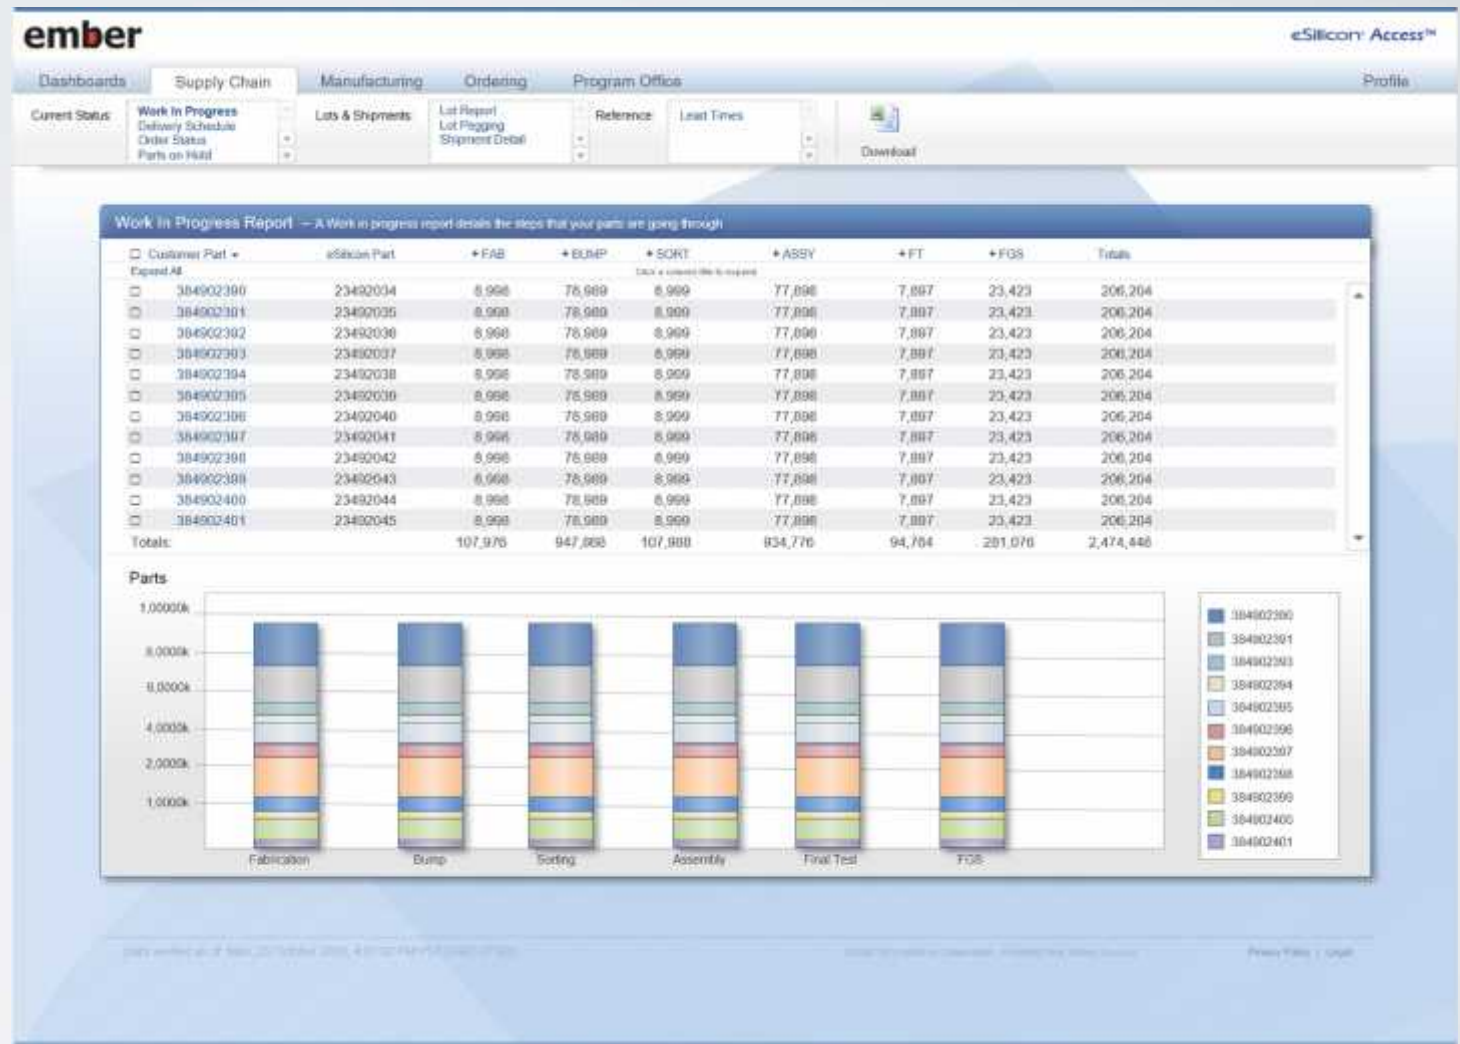 ember
eSilicon Access™
Dashboards Supply Chain Manufacturing Ordering Program Office Profile
Current Status Work In Progress Lots & Shipments Lot Report Reference Lead Times
Delivery Schedule Lot Pegging
Order Status Shipment Detail
Parts on Hold Download
Work In Progress Report – A Work in progress report details the steps that your parts are going through
Customer Part eSilicon Part +FAB +BUMP +SORT +ASSY +FT +FGS Totals
Expand All Click a column title to expand
384902390 23492034 8,998 78,989 8,999 77,898 7,897 23,423 206,204
384902391 23492035 8,998 78,989 8,999 77,898 7,897 23,423 206,204
384902392 23492036 8,998 78,989 8,999 77,898 7,897 23,423 206,204
384902393 23492037 8,998 78,989 8,999 77,898 7,897 23,423 206,204
384902394 23492038 8,998 78,989 8,999 77,898 7,897 23,423 206,204
384902395 23492039 8,998 78,989 8,999 77,898 7,897 23,423 206,204
384902396 23492040 8,998 78,989 8,999 77,898 7,897 23,423 206,204
384902397 23492041 8,998 78,989 8,999 77,898 7,897 23,423 206,204
384902398 23492042 8,998 78,989 8,999 77,898 7,897 23,423 206,204
384902399 23492043 8,998 78,989 8,999 77,898 7,897 23,423 206,204
384902400 23492044 8,998 78,989 8,999 77,898 7,897 23,423 206,204
384902401 23492045 8,998 78,989 8,999 77,898 7,897 23,423 206,204
Totals: 107,976 947,868 107,988 934,776 94,764 281,076 2,474,448
Parts
1,00000k
8,0000k
6,0000k
4,0000k
2,0000k
1,0000k
Fabrication Bump Sorting Assembly Final Test FGS
384902390
384902391
384902393
384902394
384902395
384902396
384902397
384902398
384902399
384902400
384902401
Privacy Policy | Legal